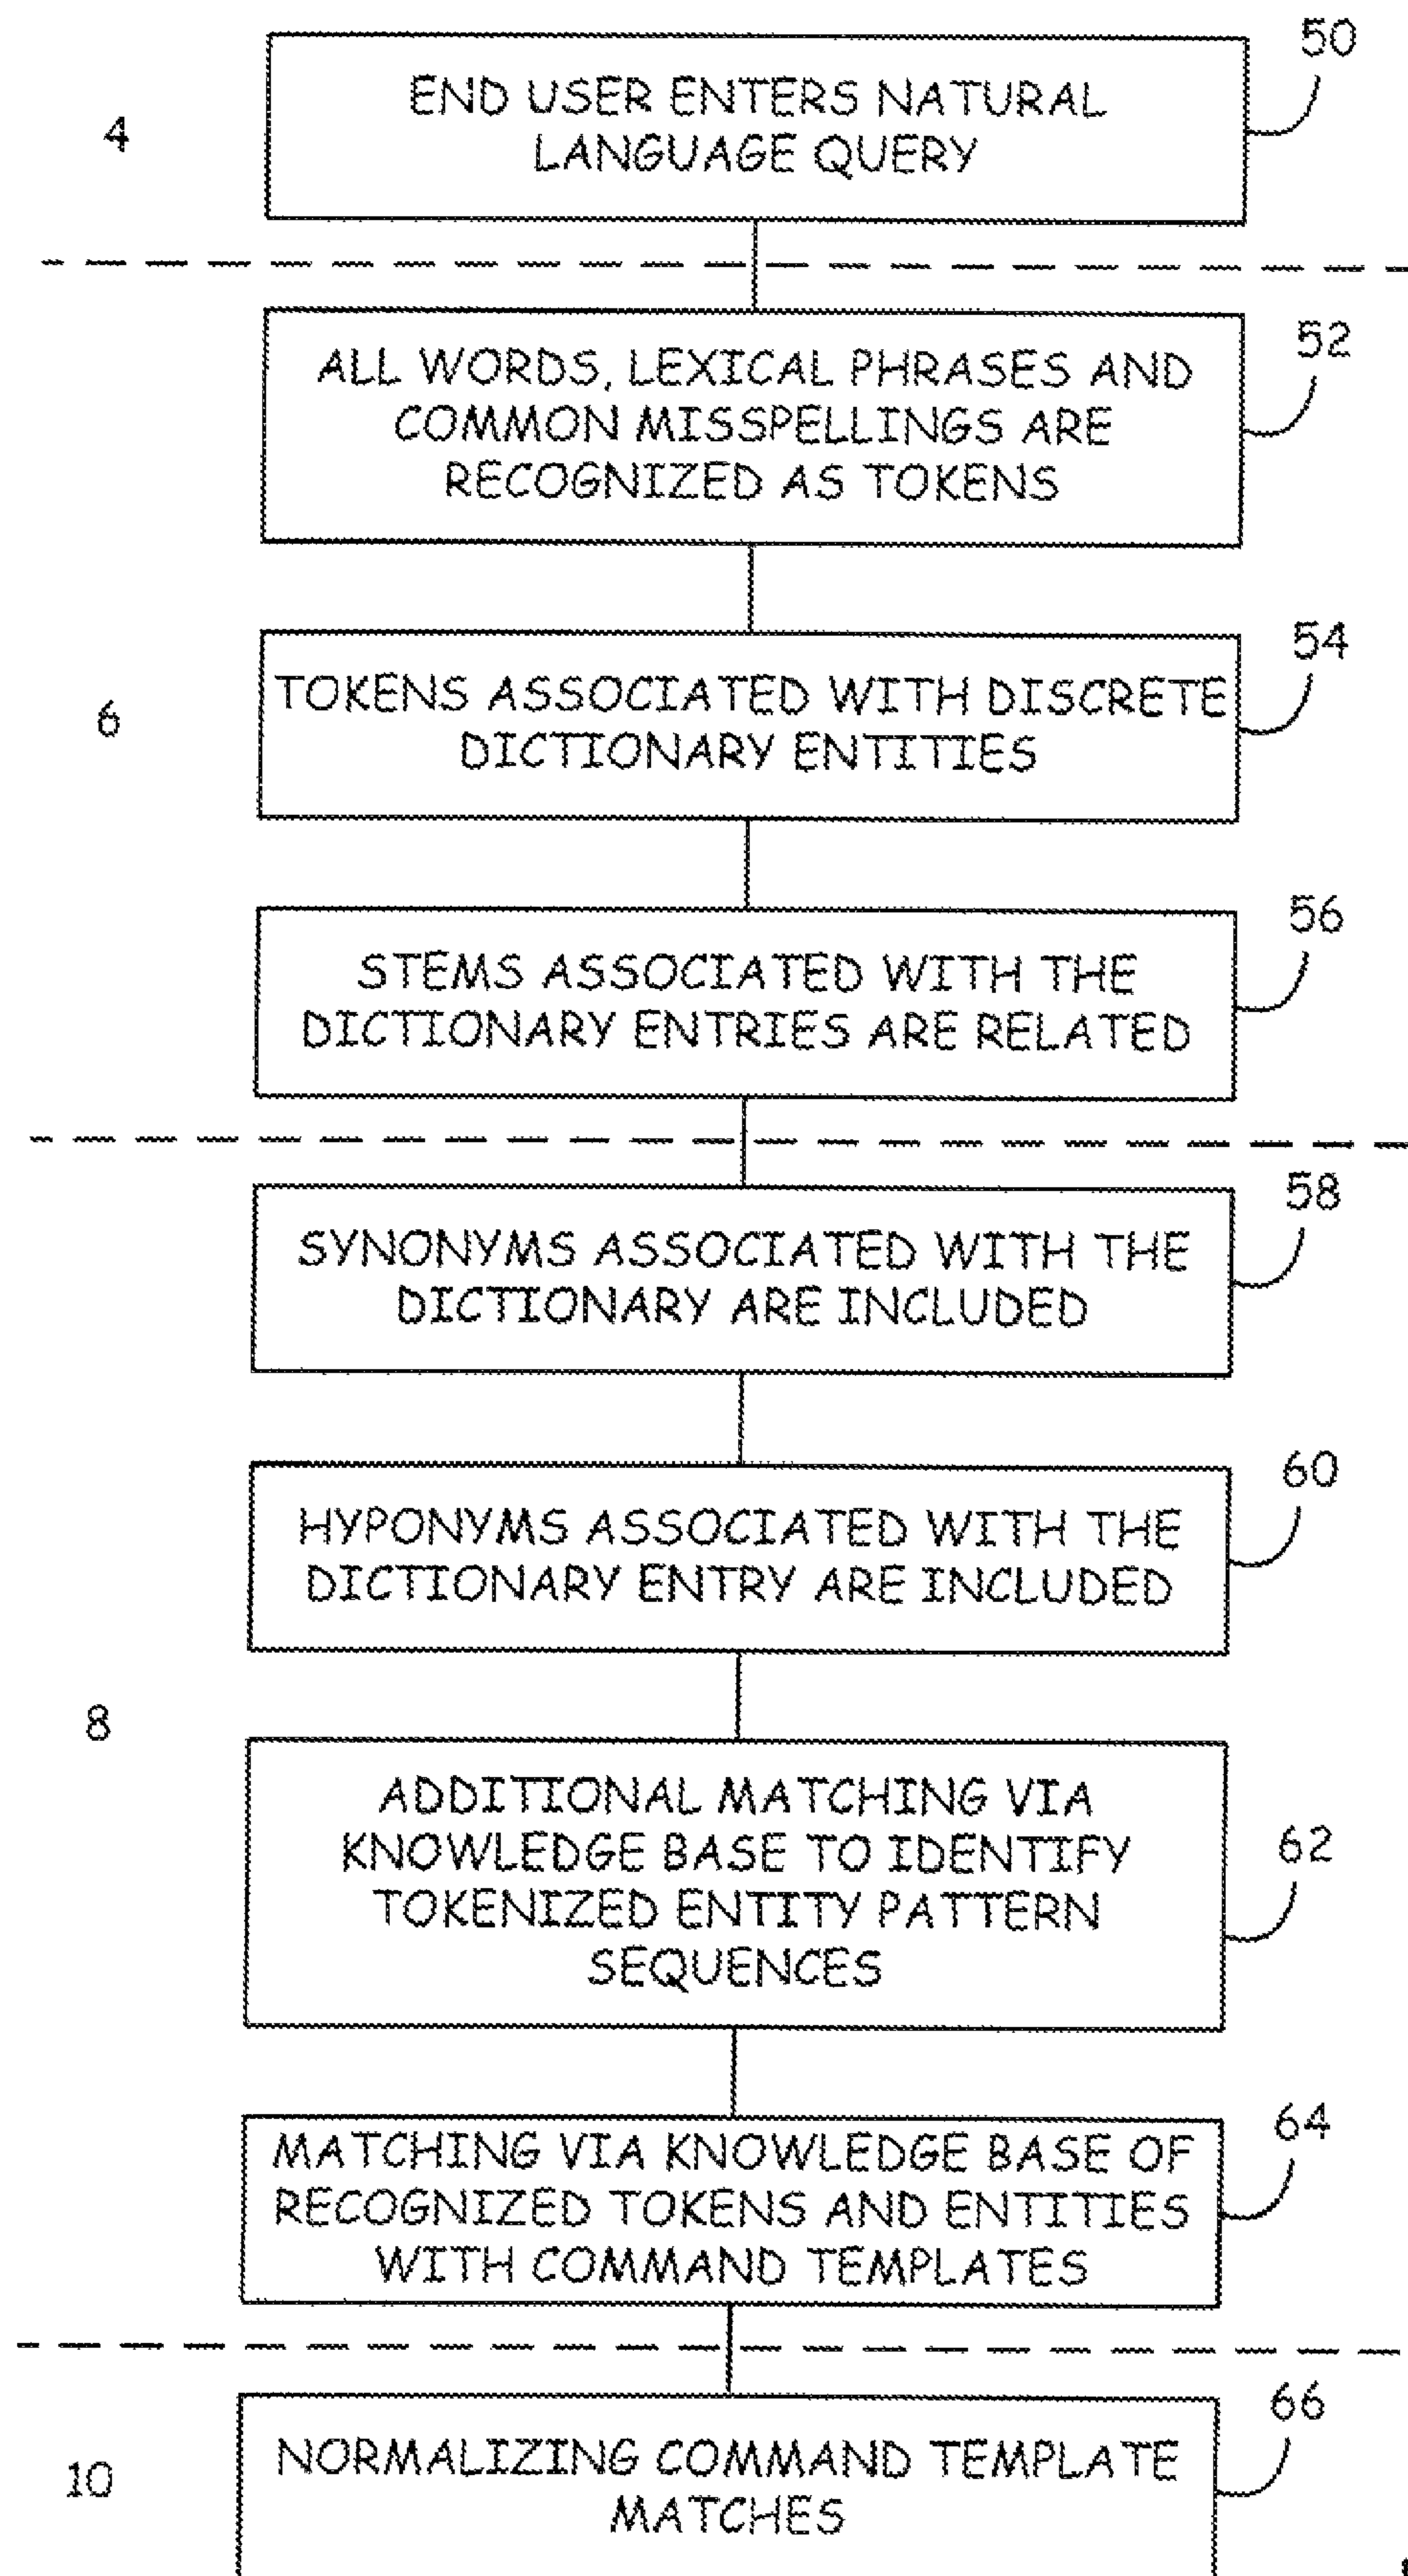 50
4
END USER ENTERS NATURAL
LANGUAGE QUERY
52
ALL WORDS, LEXICAL PHRASES AND
COMMON MISSPELLINGS ARE
RECOGNIZED AS TOKENS
54
6
TOKENS ASSOCIATED WITH DISCRETE
DICTIONARY ENTITIES
56
STEMS ASSOCIATED WITH THE
DICTIONARY ENTRIES ARE RELATED
58
SYNONYMS ASSOCIATED WITH THE
DICTIONARY ARE INCLUDED
60
HYPONYMS ASSOCIATED WITH THE
DICTIONARY ENTRY ARE INCLUDED
8
ADDITIONAL MATCHING VIA
KNOWLEDGE BASE TO IDENTIFY
TOKENIZED ENTITY PATTERN
SEQUENCES
62
64
MATCHING VIA KNOWLEDGE BASE OF
RECOGNIZED TOKENS AND ENTITIES
WITH COMMAND TEMPLATES
66
10
NORMALIZING COMMAND TEMPLATE
MATCHES